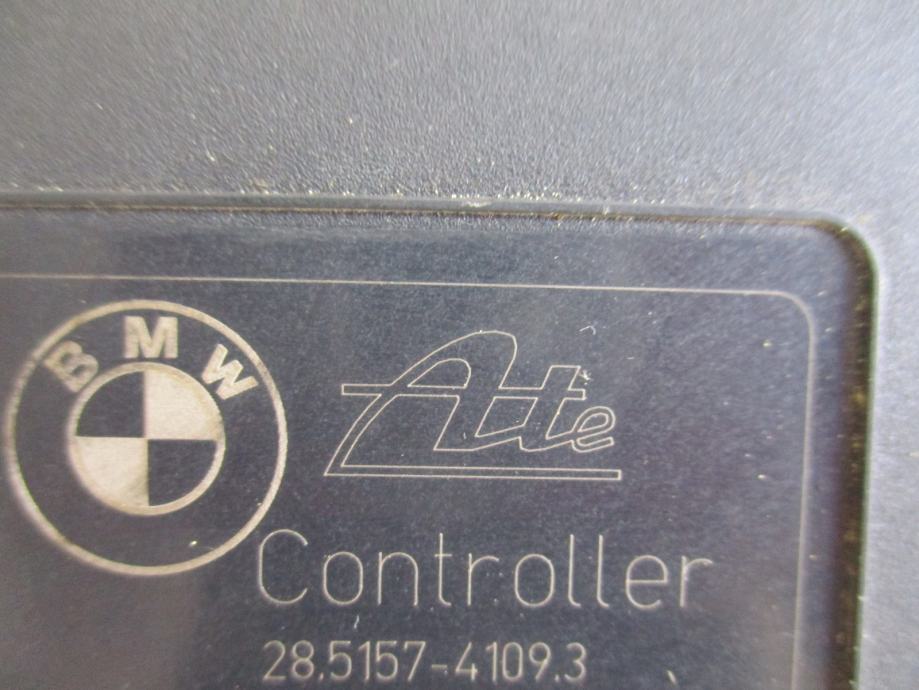 BMW
Ate
Controller
28.5157-4109.3